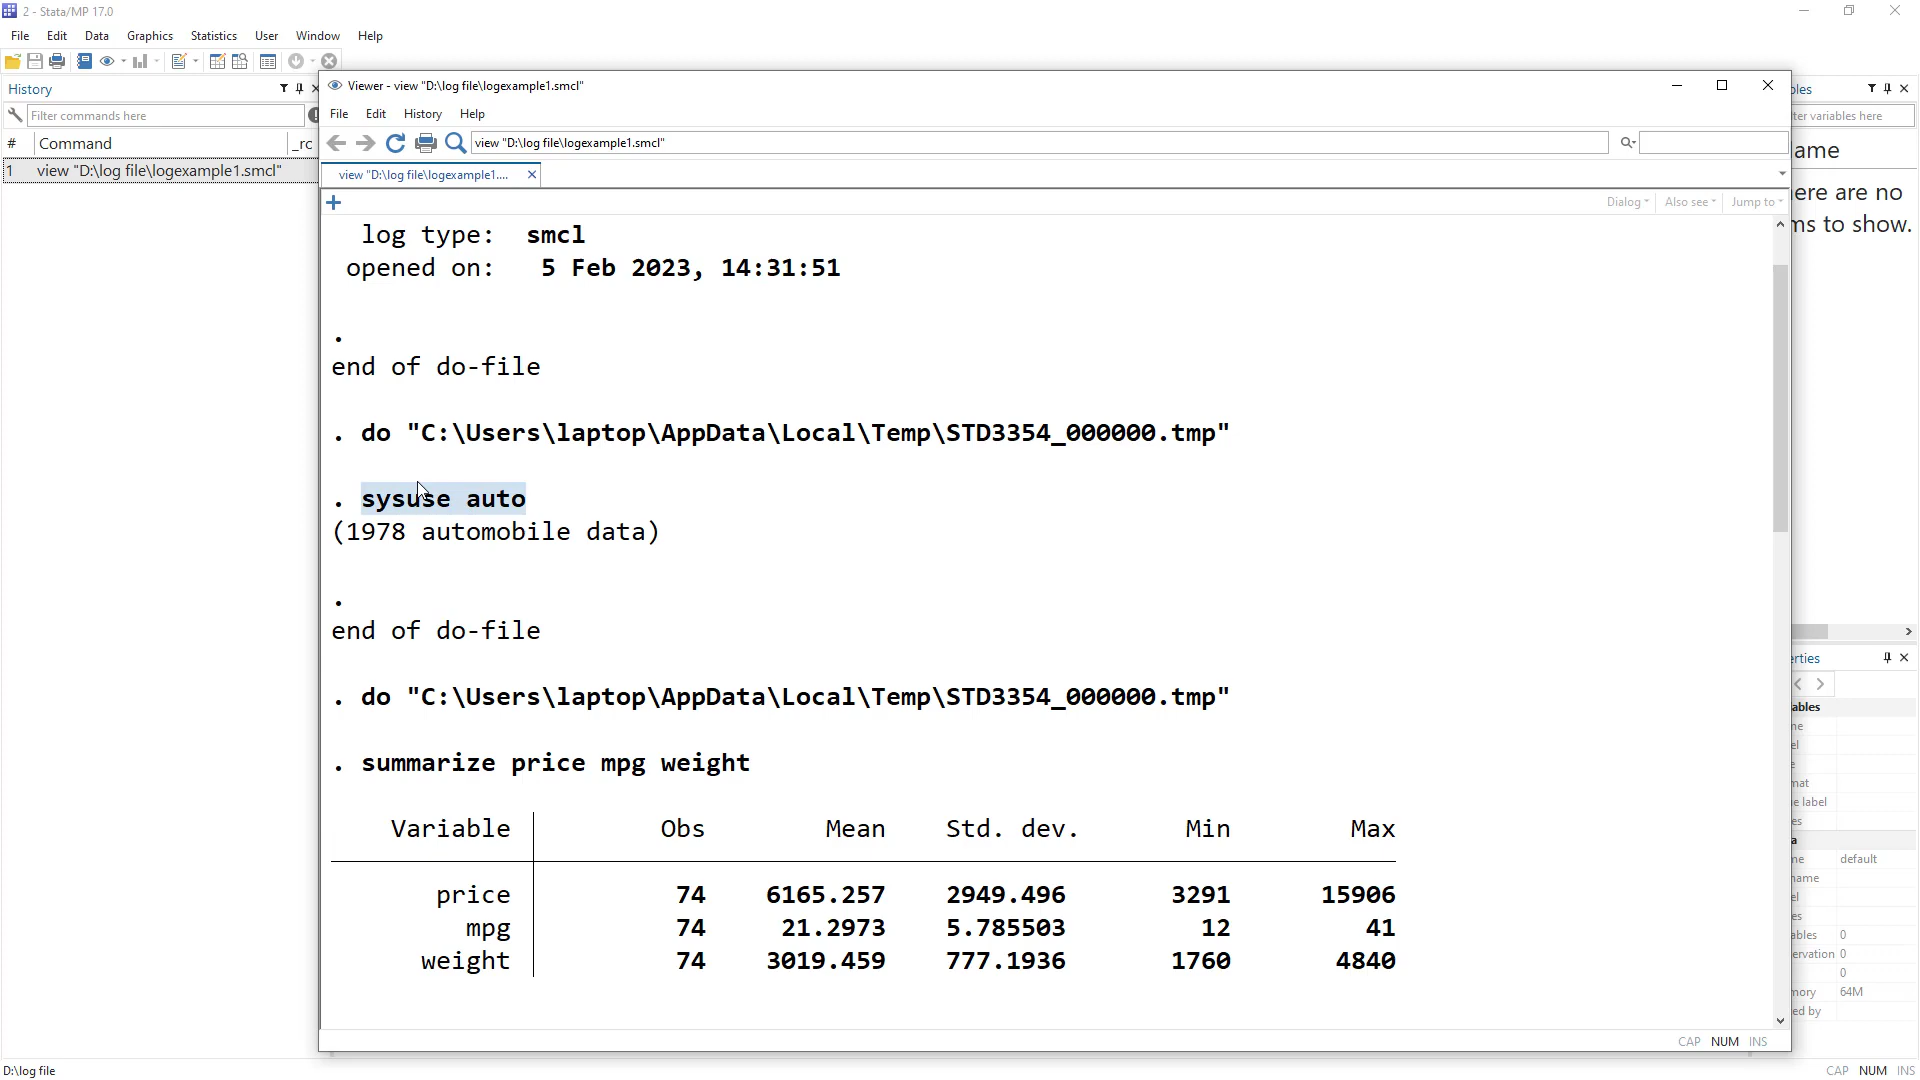 2 - Stata/MP 17.0
File Edit Data Graphics Statistics User Window Help
History
Filter commands here
# Command _rc
1 view "D:\log file\logexample1.smcl"
Viewer - view "D:\log file\logexample1.smcl"
File Edit History Help
view "D:\log file\logexample1.smcl"
view "D:\log file\logexample1....
Dialog Also see Jump to
log type: smcl
opened on: 5 Feb 2023, 14:31:51
.
end of do-file
. do "C:\Users\laptop\AppData\Local\Temp\STD3354_000000.tmp"
. sysuse auto
(1978 automobile data)
.
end of do-file
. do "C:\Users\laptop\AppData\Local\Temp\STD3354_000000.tmp"
. summarize price mpg weight
Variable Obs Mean Std. dev. Min Max
price 74 6165.257 2949.496 3291 15906
mpg 74 21.2973 5.785503 12 41
weight 74 3019.459 777.1936 1760 4840
CAP NUM INS
to show.
default
0
0
0
64M
D:\log file
CAP NUM INS